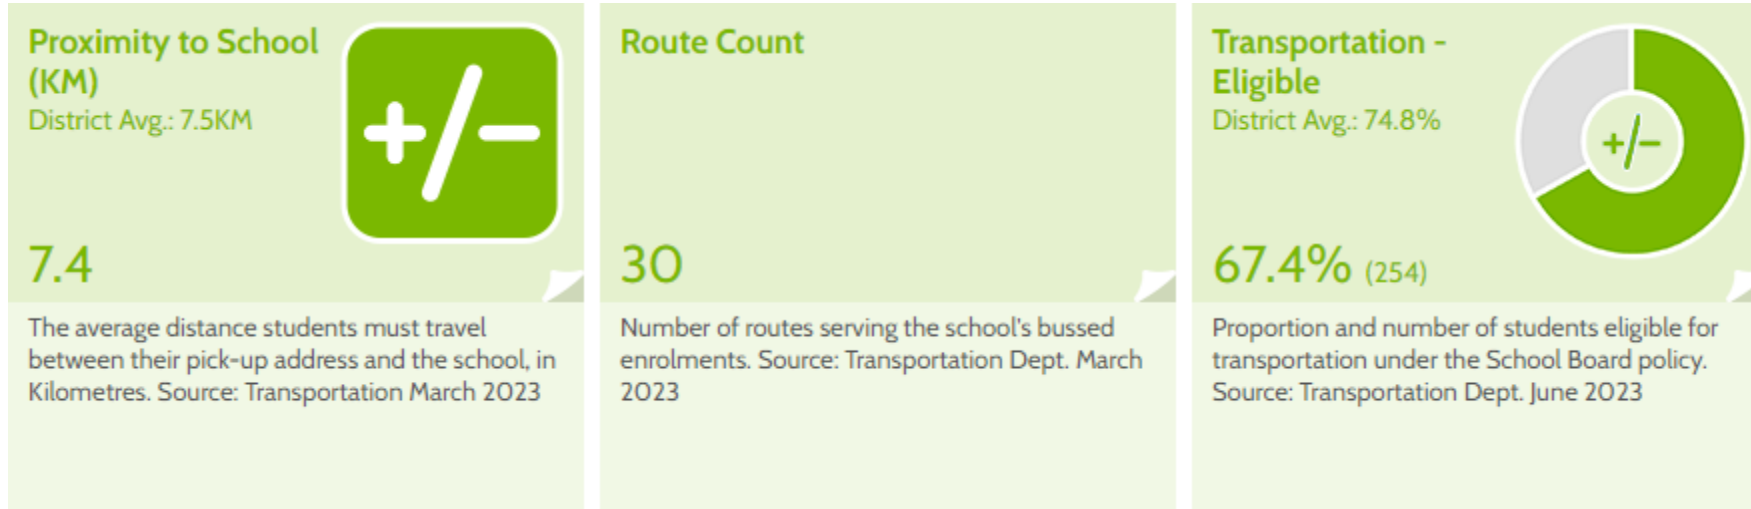 Proximity to School
(KM)
District Avg.: 7.5KM
+/-
7.4
The average distance students must travel
between their pick-up address and the school, in
Kilometres. Source: Transportation March 2023
Route Count
30
Number of routes serving the school's bussed
enrolments. Source: Transportation Dept. March
2023
Transportation -
Eligible
District Avg.: 74.8%
+/-
67.4% (254)
Proportion and number of students eligible for
transportation under the School Board policy.
Source: Transportation Dept. June 2023